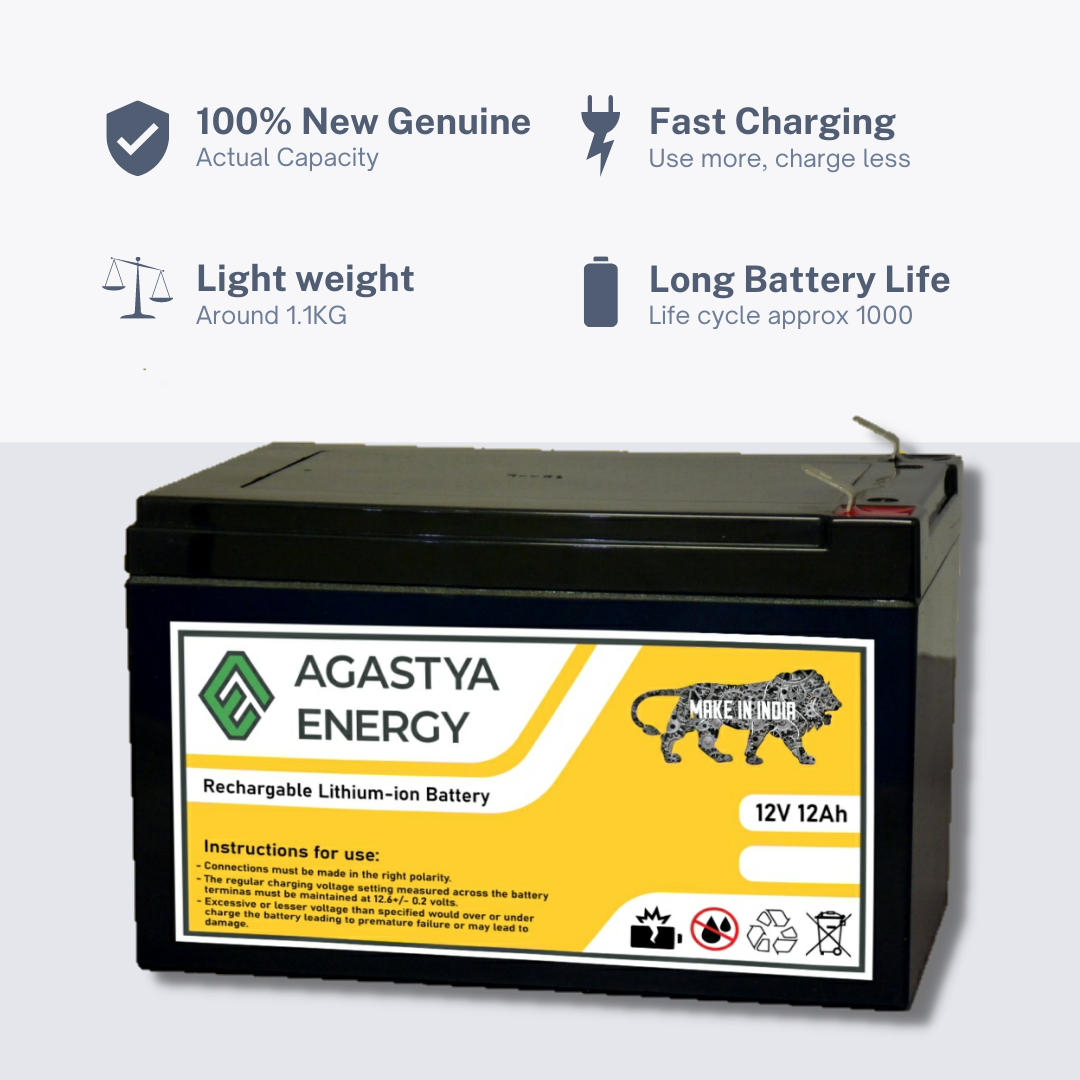 100% New Genuine
Actual Capacity
Fast Charging
Use more, charge less
Light weight
Around 1.1KG
Long Battery Life
Life cycle approx 1000
AGASTYA
ENERGY
MAKE IN INDIA
Rechargable Lithium-ion Battery
12V 12Ah
Instructions for use:
- Connections must be made in the right polarity.
- The regular charging voltage setting measured across the battery
terminas must be maintained at 12.6+/- 0.2 volts.
- Excessive or lesser voltage than specified would over or under
charge the battery leading to premature failure or may lead to
damage.